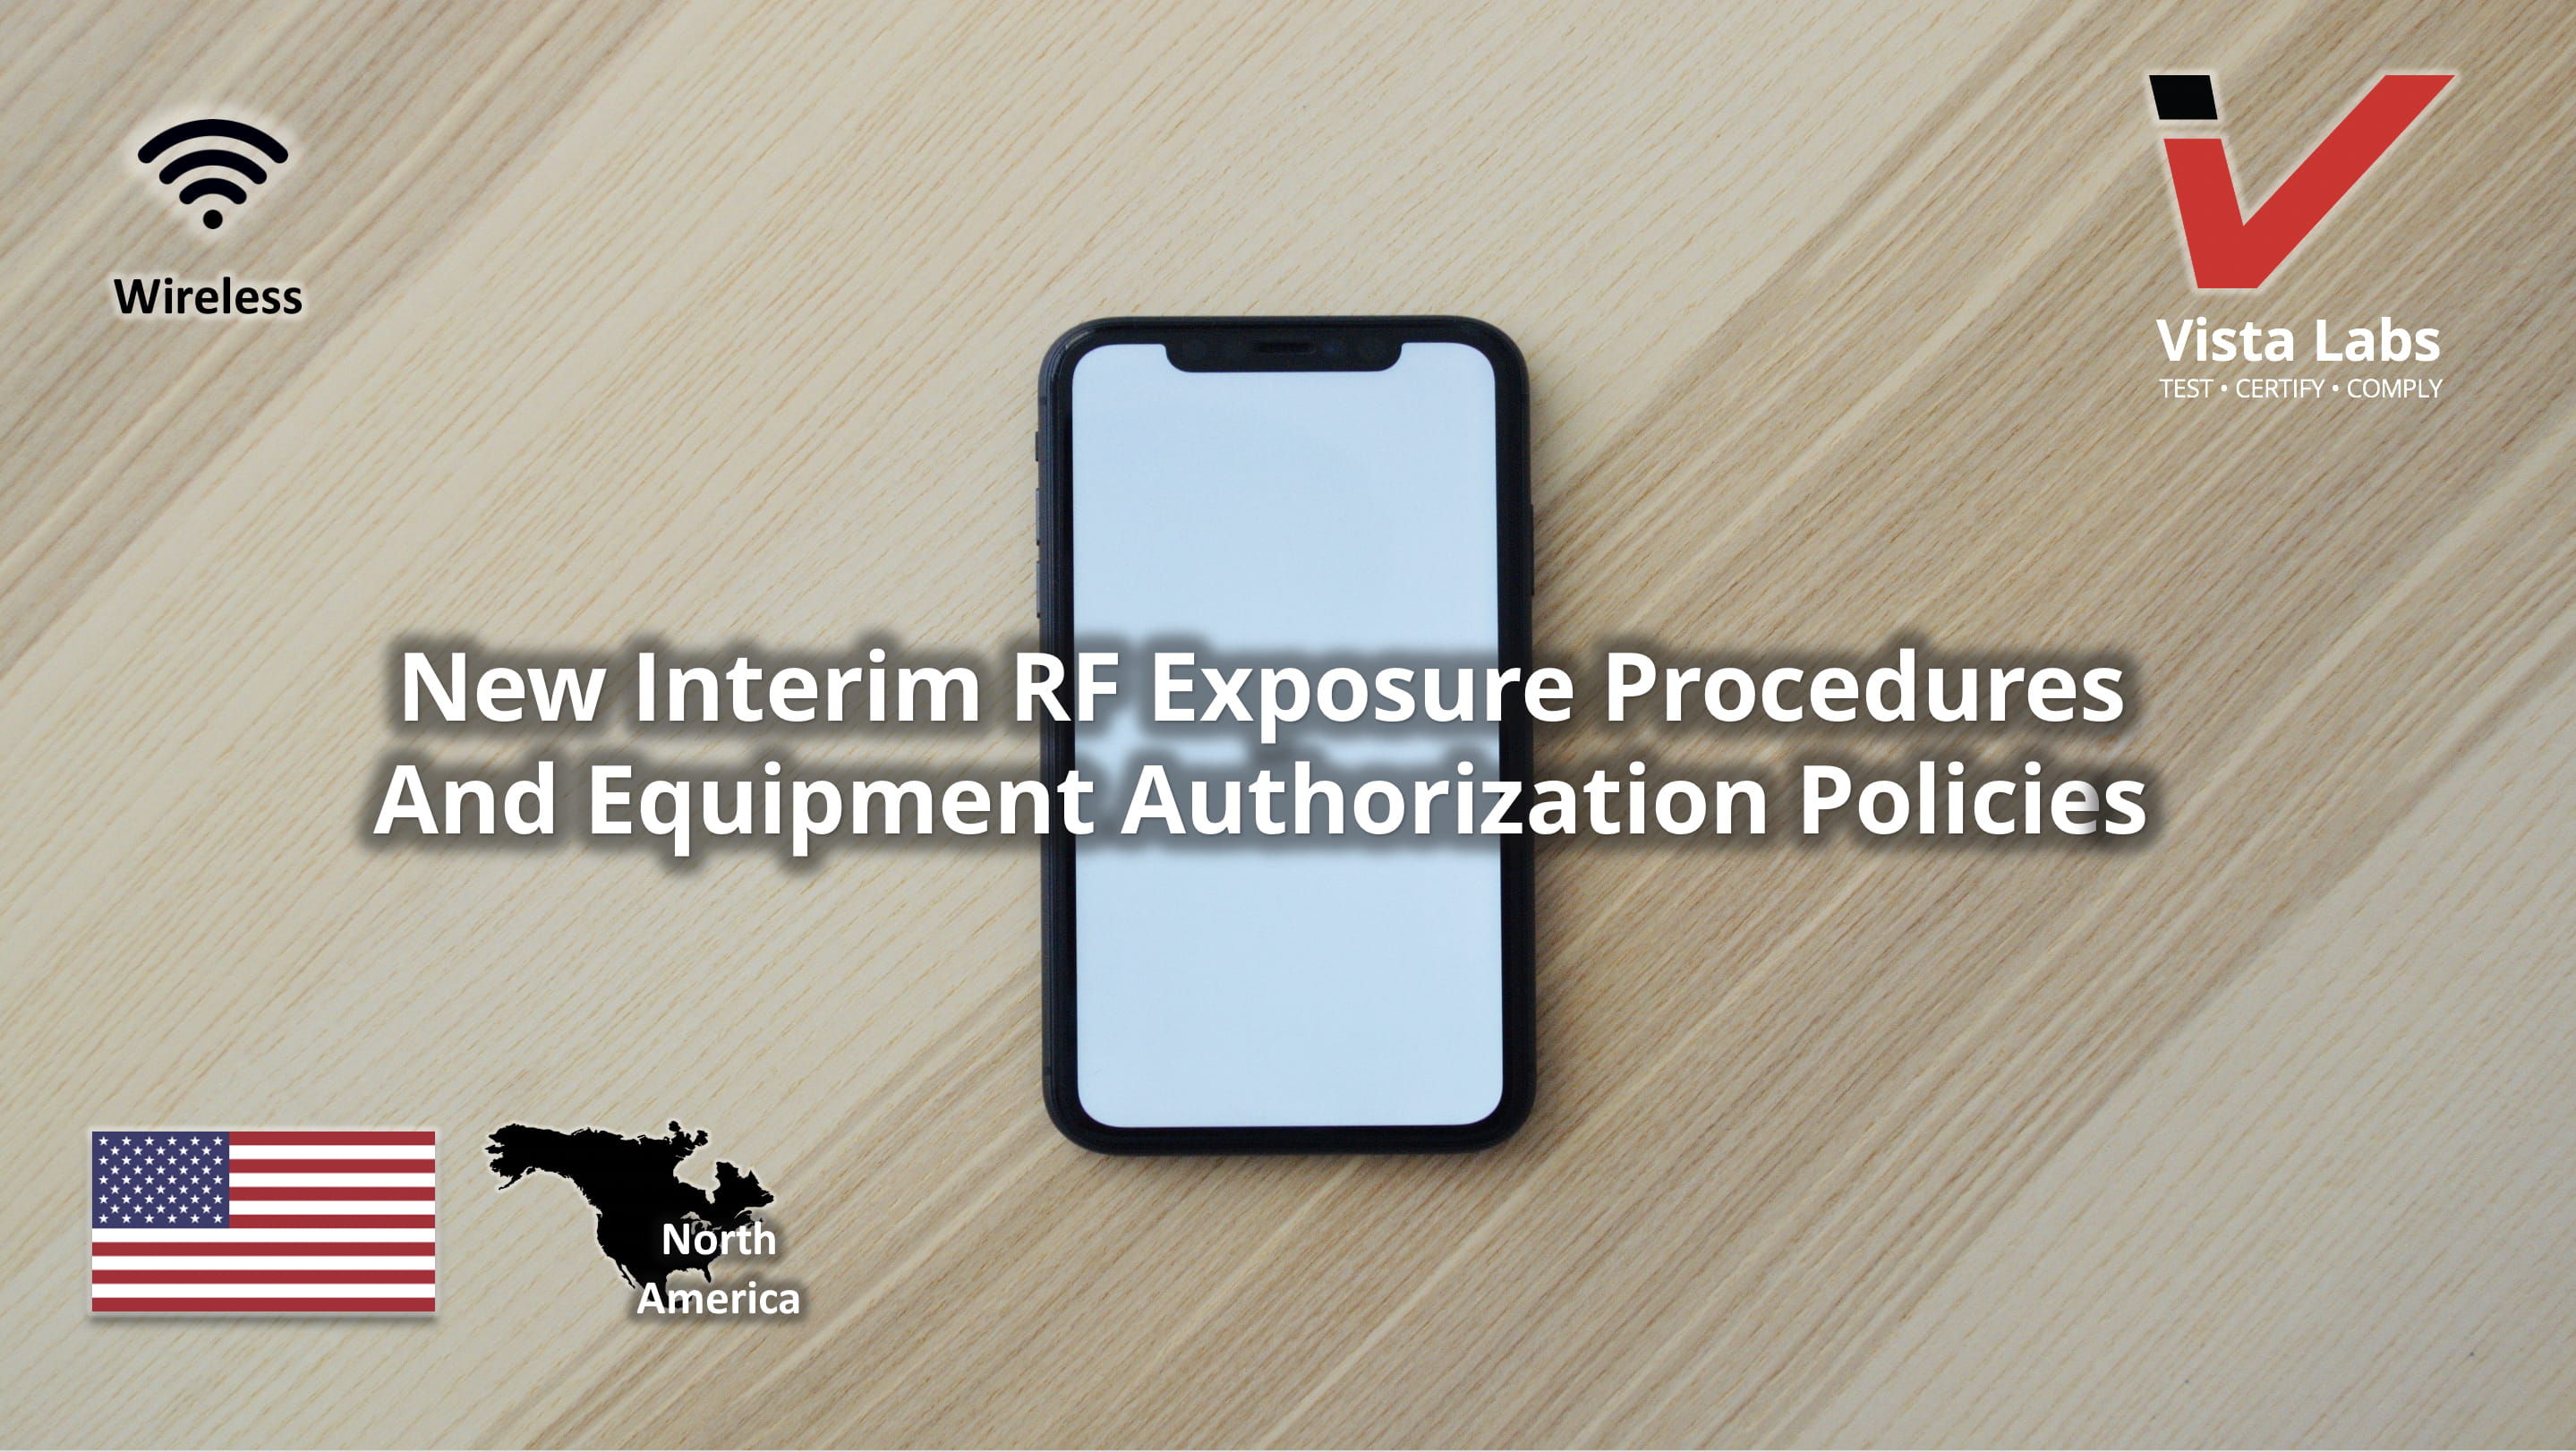 Wireless
Vista Labs
TEST • CERTIFY • COMPLY
New Interim RF Exposure Procedures
And Equipment Authorization Policies
North
America